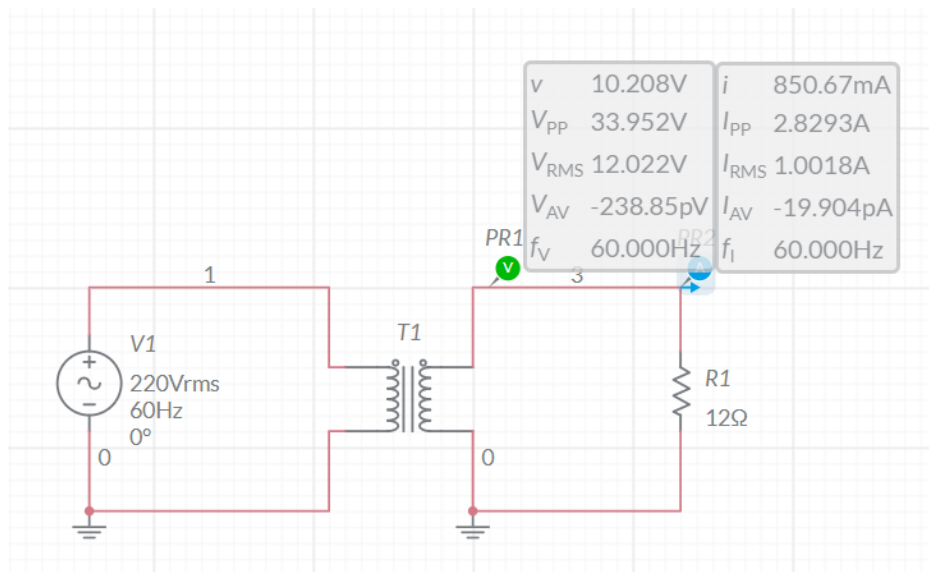 v 10.208V
i 850.67mA
VPP 33.952V
IPP 2.8293A
VRMS 12.022V
IRMS 1.0018A
VAV -238.85pV
IAV -19.904pA
PR1
PR2
fV 60.000Hz
fI 60.000Hz
V
A
1
3
T1
V1
+
220Vrms
60Hz
0°
R1
12Ω
0
0